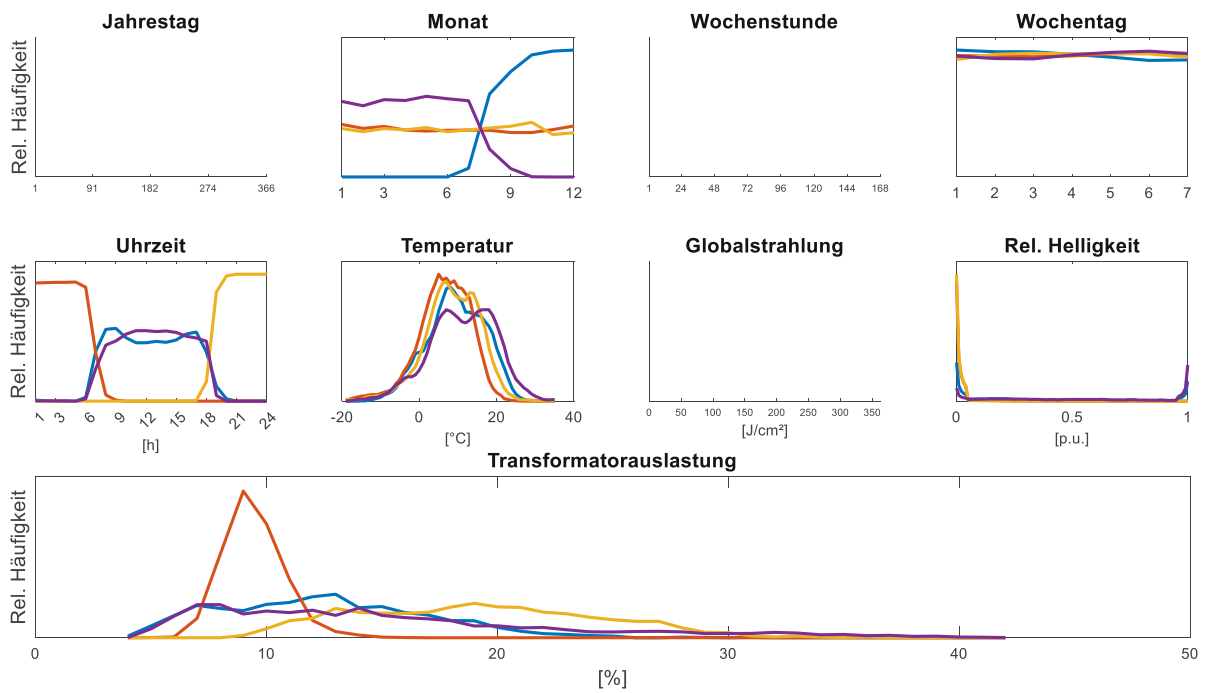 Jahrestag Monat Wochenstunde Wochentag
Rel. Häufigkeit
1 91 182 274 366
1 3 6 9 12
1 24 48 72 96 120 144 168
1 2 3 4 5 6 7
Uhrzeit Temperatur Globalstrahlung Rel. Helligkeit
Rel. Häufigkeit
1 3 6 9 12 15 18 21 24
[h]
-20 0 20 40
[°C]
0 50 100 150 200 250 300 350
[J/cm²]
0 0.5 1
[p.u.]
Transformatorauslastung
Rel. Häufigkeit
0 10 20 30 40 50
[%]